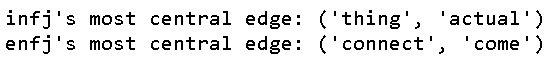 infj's most central edge: ('thing', 'actual')
enfj's most central edge: ('connect', 'come')